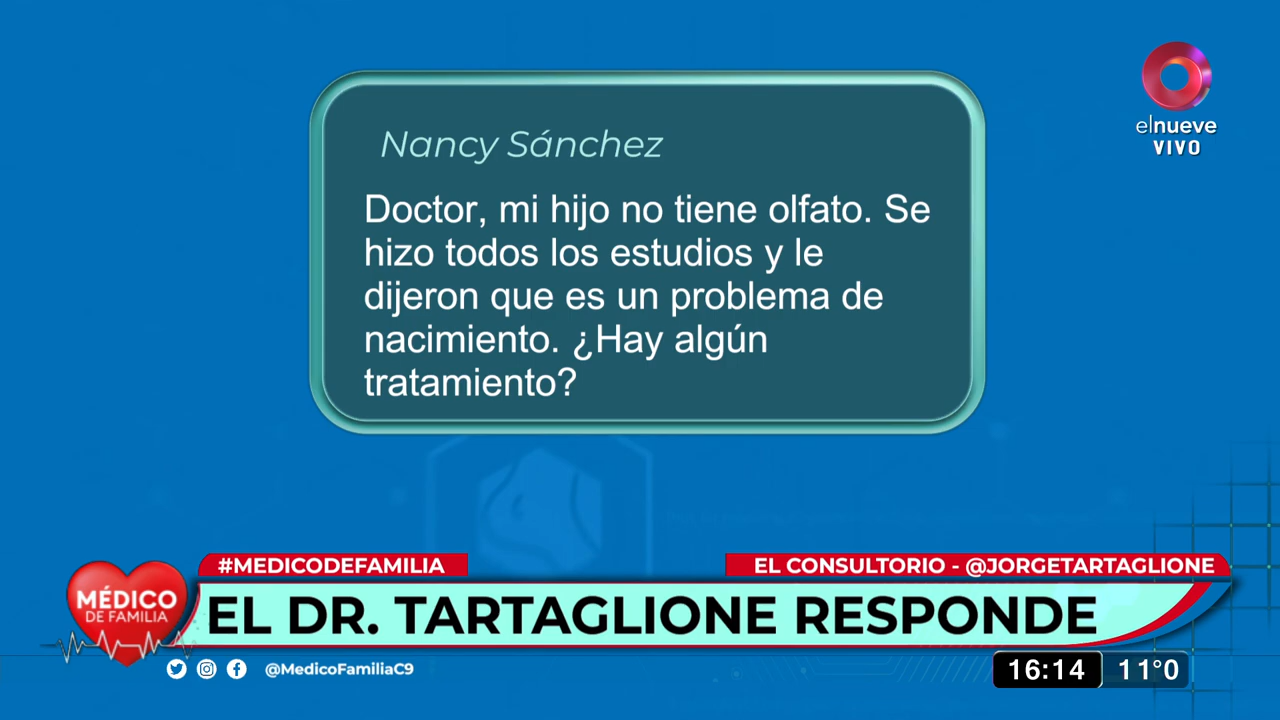 elnueve
VIVO
Nancy Sánchez
Doctor, mi hijo no tiene olfato. Se
hizo todos los estudios y le
dijeron que es un problema de
nacimiento. ¿Hay algún
tratamiento?
#MEDICODEFAMILIA
EL CONSULTORIO - @JORGETARTAGLIONE
MÉDICO
DE FAMILIA
EL DR. TARTAGLIONE RESPONDE
@MedicoFamiliaC9
16:14
11°0